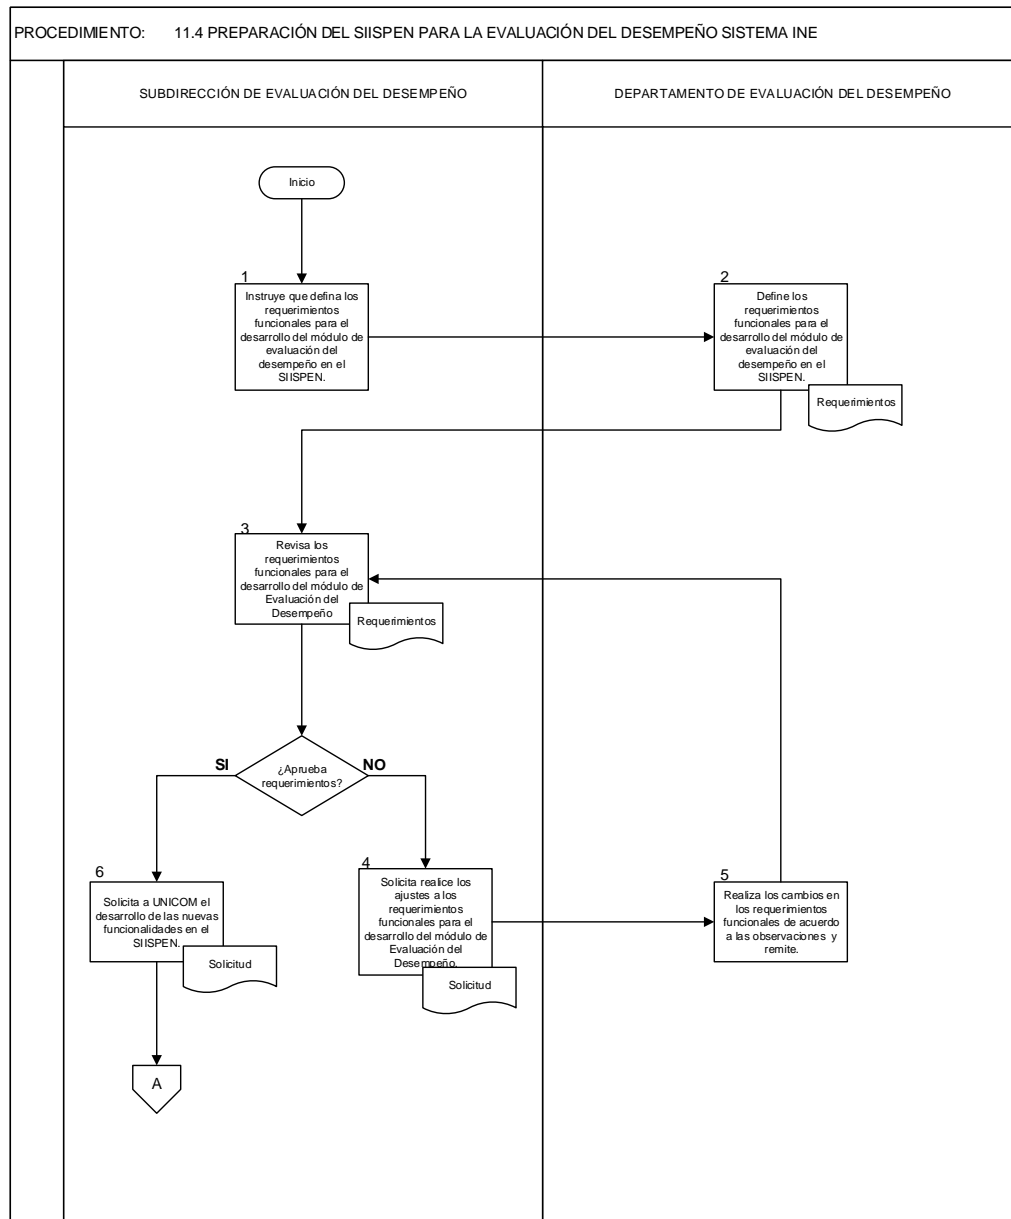 PROCEDIMIENTO: 11.4 PREPARACIÓN DEL SIISPEN PARA LA EVALUACIÓN DEL DESEMPEÑO SISTEMA INE
SUBDIRECCIÓN DE EVALUACIÓN DEL DESEMPEÑO
DEPARTAMENTO DE EVALUACIÓN DEL DESEMPEÑO
Inicio
1
Instruye que defina los
requerimientos
funcionales para el
desarrollo del módulo de
evaluación del
desempeño en el
SIISPEN.
2
Define los
requerimientos
funcionales para el
desarrollo del módulo de
evaluación del
desempeño en el
SIISPEN.
Requerimientos
3
Revisa los
requerimientos
funcionales para el
desarrollo del módulo de
Evaluación del
Desempeño
Requerimientos
¿Aprueba
requerimientos?
SI
NO
6
Solicita a UNICOM el
desarrollo de las nuevas
funcionalidades en el
SIISPEN.
Solicitud
4
Solicita realice los
ajustes a los
requerimientos
funcionales para el
desarrollo del módulo de
Evaluación del
Desempeño.
Solicitud
5
Realiza los cambios en
los requerimientos
funcionales de acuerdo
a las observaciones y
remite.
A